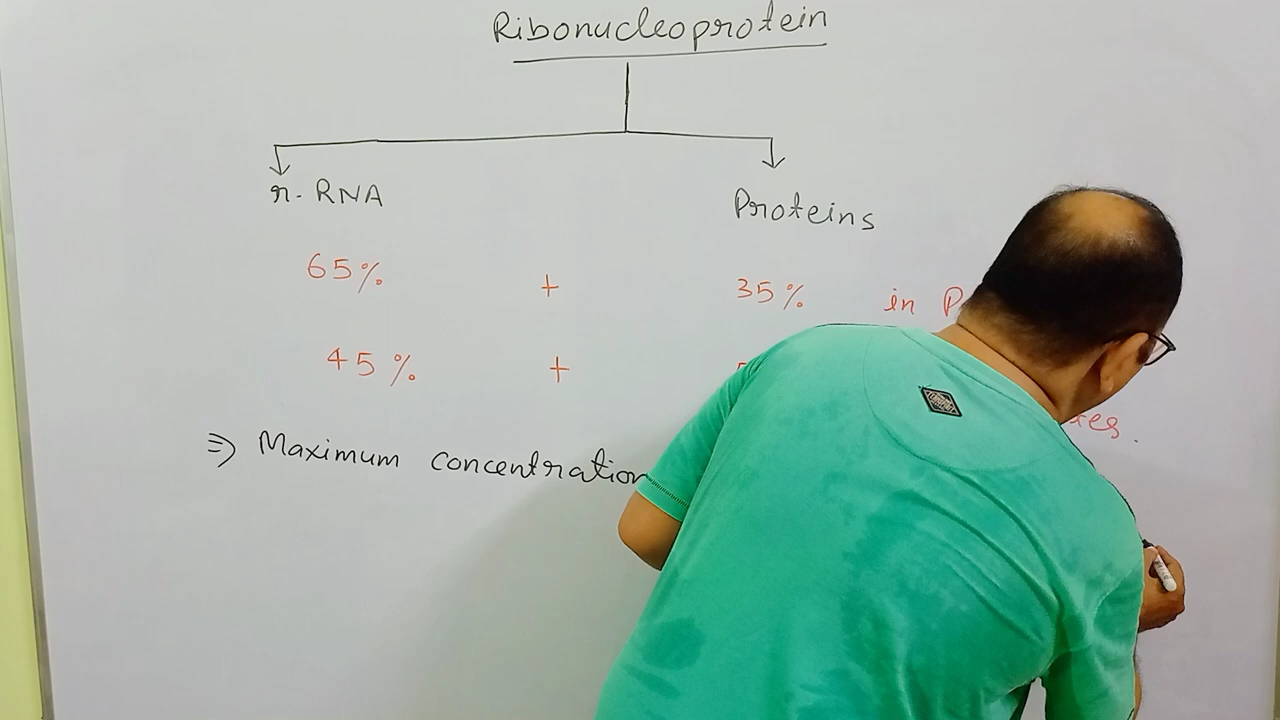 Ribonucleoprotein
r-RNA Proteins
65% + 35% in
45% +
⇒ Maximum concentration